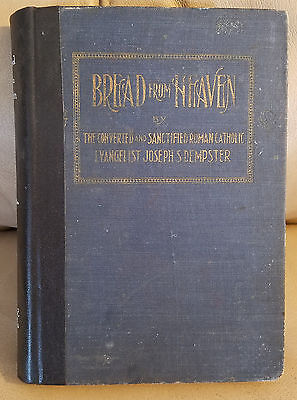 BREAD FROM HEAVEN
BY
THE CONVERTED AND SANCTIFIED ROMAN CATHOLIC
EVANGELIST JOSEPH S. DEMPSTER